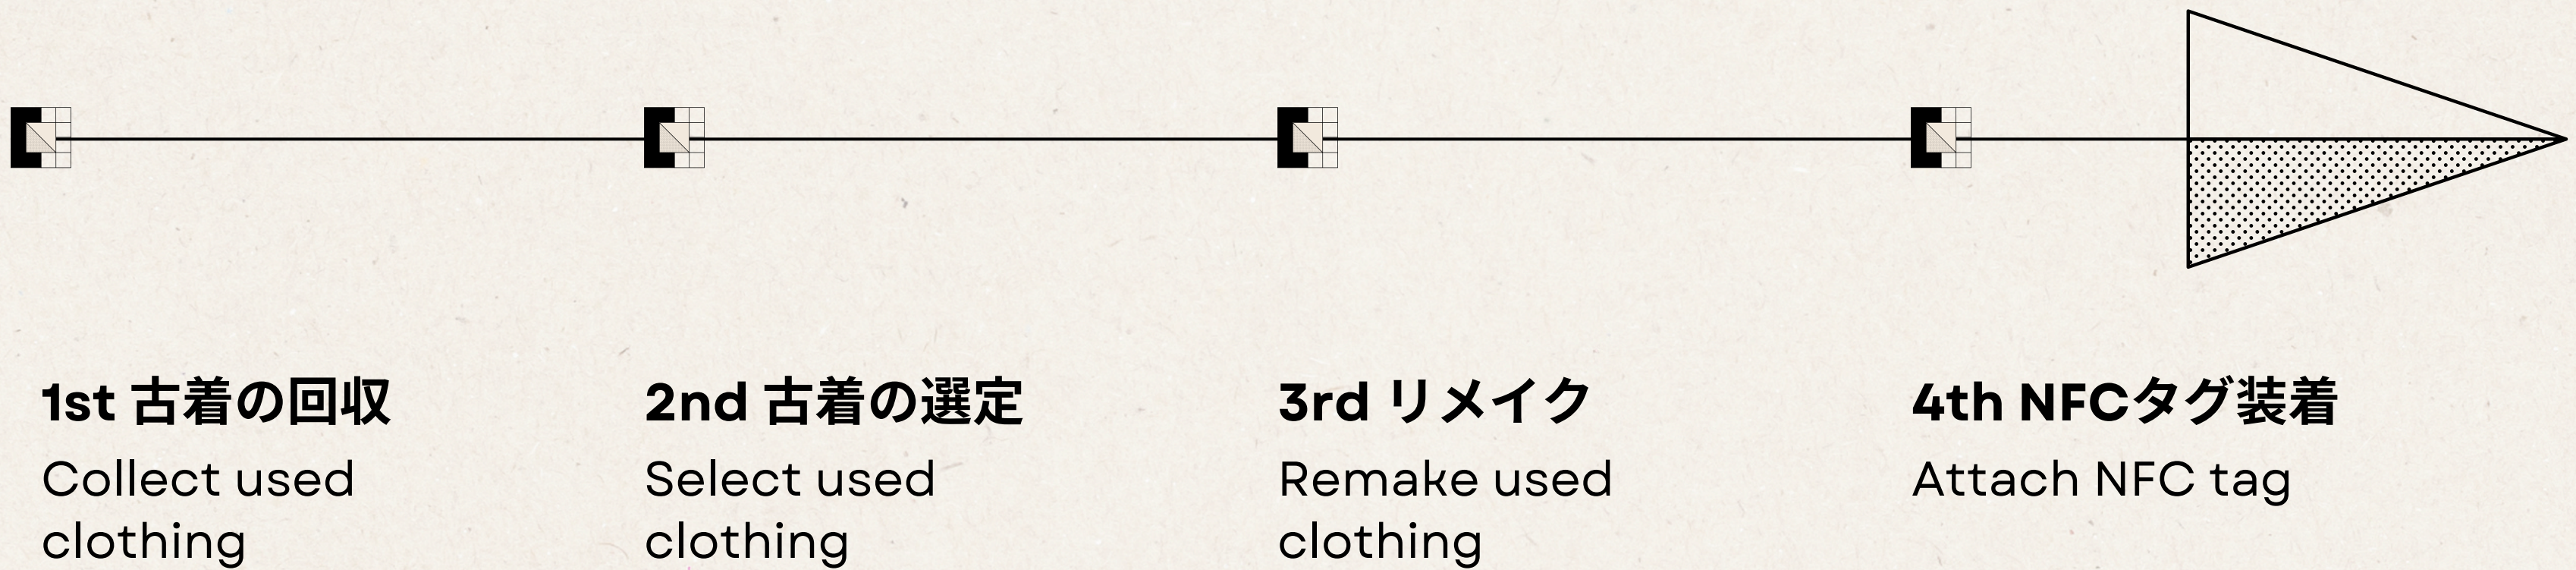 1st 古着の回収
Collect used
clothing
2nd 古着の選定
Select used
clothing
3rd リメイク
Remake used
clothing
4th NFCタグ装着
Attach NFC tag